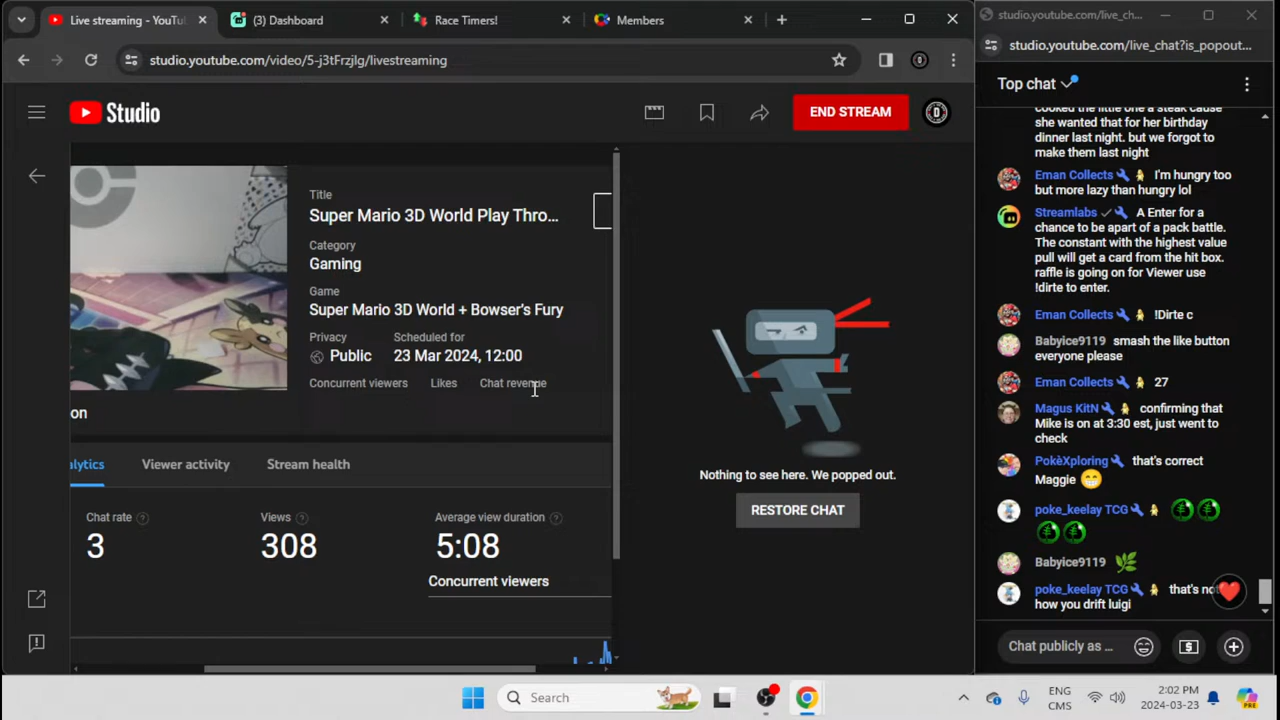 Live streaming - YouTu
(3) Dashboard
Race Timers!
Members
studio.youtube.com/live_ch...
studio.youtube.com/video/5-j3tFrzjlg/livestreaming
studio.youtube.com/live_chat?is_popout...
Studio
END STREAM
Title
Super Mario 3D World Play Thro...
Category
Gaming
Game
Super Mario 3D World + Bowser's Fury
Privacy
Scheduled for
Public
23 Mar 2024, 12:00
Concurrent viewers
Likes
Chat revenue
on
alytics
Viewer activity
Stream health
Chat rate
Views
Average view duration
3
308
5:08
Concurrent viewers
Nothing to see here. We popped out.
RESTORE CHAT
Top chat
cooked the little one a steak cause
she wanted that for her birthday
dinner last night. but we forgot to
make them last night
Eman Collects I'm hungry too
but more lazy than hungry lol
Streamlabs A Enter for a
chance to be apart of a pack battle.
The constant with the highest value
pull will get a card from the hit box.
raffle is going on for Viewer use
!dirte to enter.
Eman Collects !Dirte c
Babyice9119 smash the like button
everyone please
Eman Collects 27
Magus KitN confirming that
Mike is on at 3:30 est, just went to
check
PokèXploring that's correct
Maggie 😁
poke_keelay TCG
Babyice9119 🌿
poke_keelay TCG that's no
how you drift luigi
Chat publicly as ...
Search
ENG
CMS
2:02 PM
2024-03-23
PRE